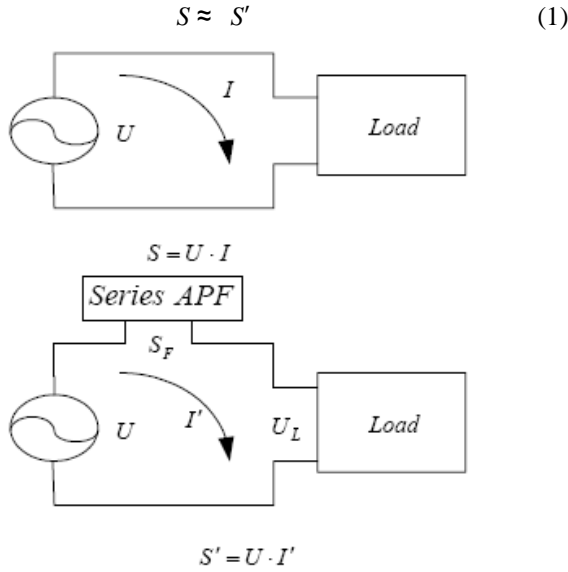 S ≈ S′ (1)
I
U
Load
S = U · I
Series APF
S_F
I′
U
U_L
Load
S′ = U · I′